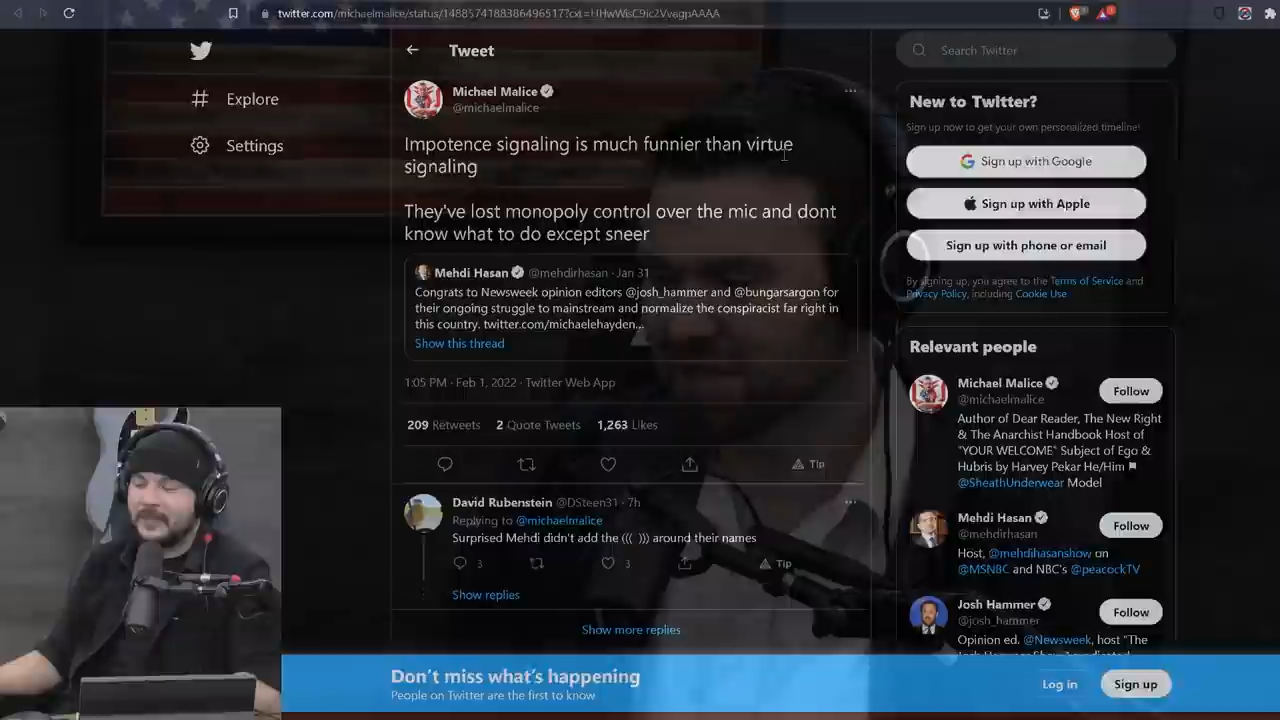 twitter.com/michaelmalice/status/1488574188386496517?cxt=HHwWisC9ic2VvagpAAAA
Explore
Settings
Tweet
Michael Malice
@michaelmalice
Impotence signaling is much funnier than virtue
signaling
They've lost monopoly control over the mic and dont
know what to do except sneer
Mehdi Hasan @mehdirhasan · Jan 31
Congrats to Newsweek opinion editors @josh_hammer and @bungarsargon for
their ongoing struggle to mainstream and normalize the conspiracist far right in
this country. twitter.com/michaelehayden...
Show this thread
1:05 PM · Feb 1, 2022 · Twitter Web App
209 Retweets 2 Quote Tweets 1,263 Likes
Tip
David Rubenstein @DSteen31 · 7h
Replying to @michaelmalice
Surprised Mehdi didn't add the ((( ))) around their names
3 3 Tip
Show replies
Show more replies
Search Twitter
New to Twitter?
Sign up now to get your own personalized timeline!
Sign up with Google
Sign up with Apple
Sign up with phone or email
By signing up, you agree to the Terms of Service and
Privacy Policy, including Cookie Use
Relevant people
Michael Malice
@michaelmalice
Follow
Author of Dear Reader, The New Right
& The Anarchist Handbook Host of
"YOUR WELCOME" Subject of Ego &
Hubris by Harvey Pekar He/Him
@SheathUnderwear Model
Mehdi Hasan
@mehdirhasan
Follow
Host, @mehdihasanshow on
@MSNBC and NBC's @peacockTV
Josh Hammer
@josh_hammer
Follow
Opinion ed. @Newsweek, host "The
Don't miss what's happening
People on Twitter are the first to know
Log in
Sign up